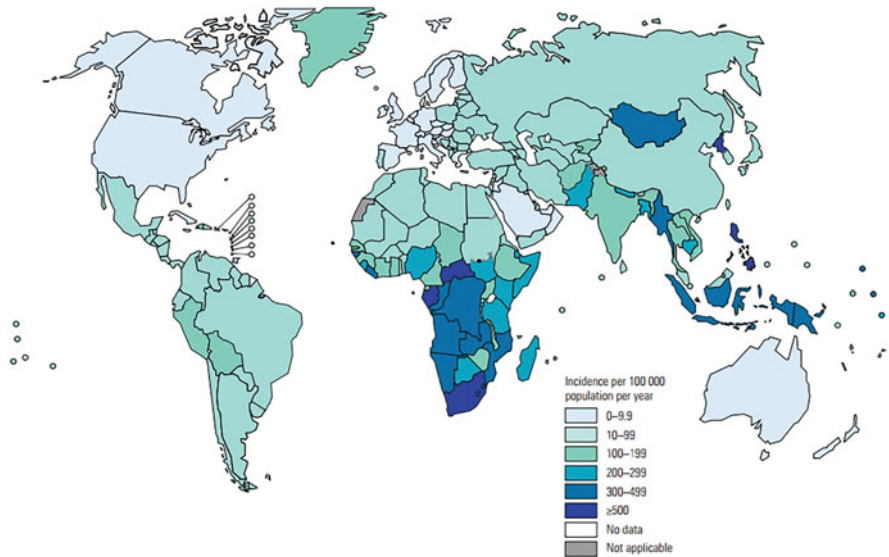 Incidence per 100 000
population per year
0–9.9
10–99
100–199
200–299
300–499
≥500
No data
Not applicable